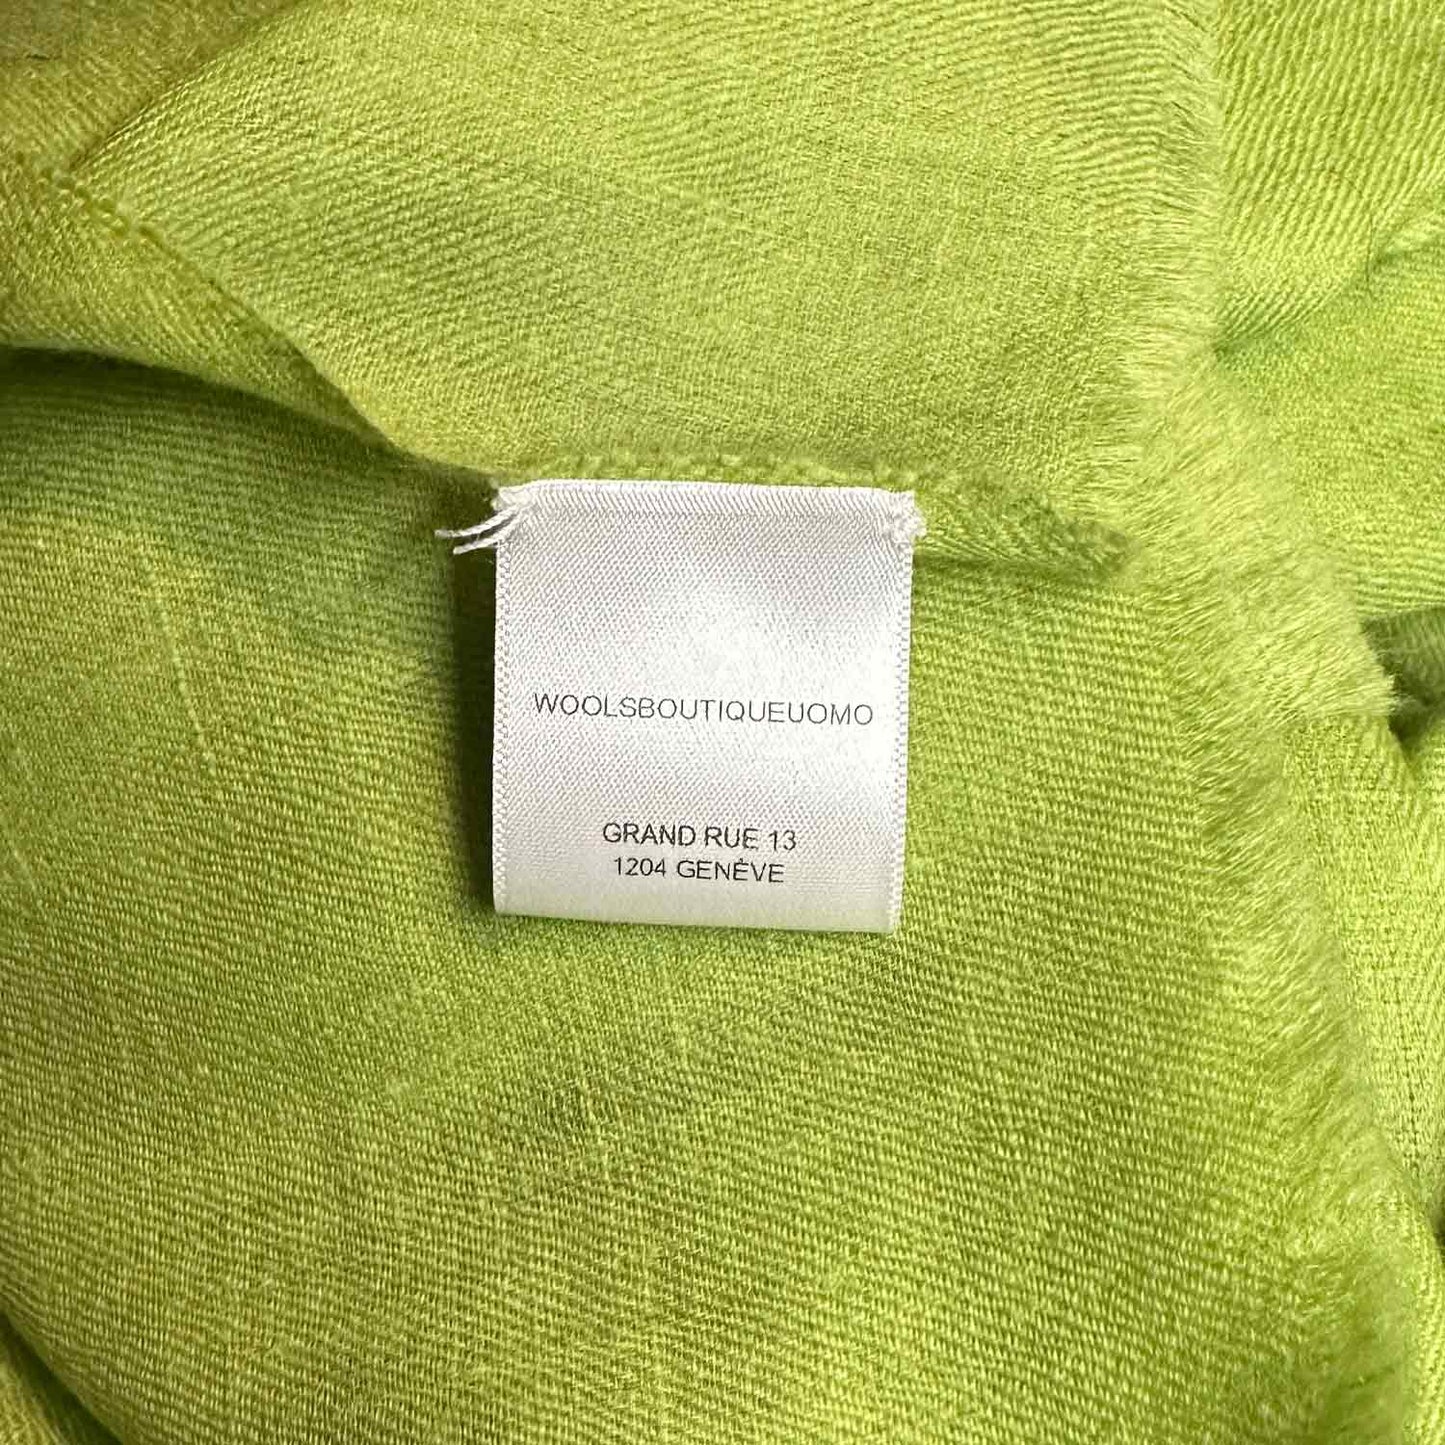 WOOLSBOUTIQUEUOMO
GRAND RUE 13
1204 GENÈVE